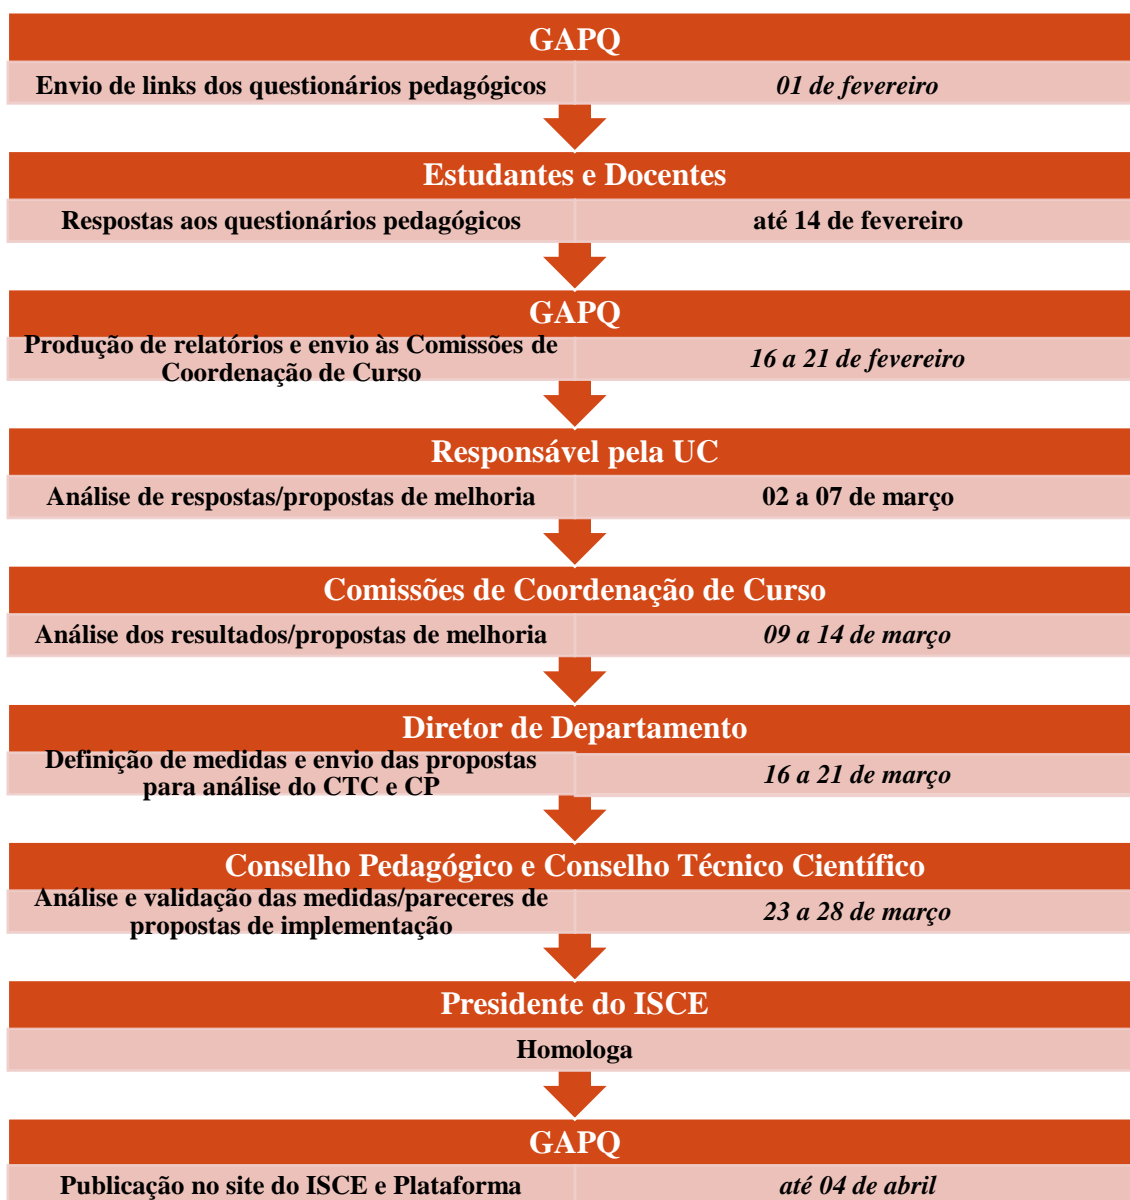 GAPQ
Envio de links dos questionários pedagógicos
01 de fevereiro
Estudantes e Docentes
Respostas aos questionários pedagógicos
até 14 de fevereiro
GAPQ
Produção de relatórios e envio às Comissões de
Coordenação de Curso
16 a 21 de fevereiro
Responsável pela UC
Análise de respostas/propostas de melhoria
02 a 07 de março
Comissões de Coordenação de Curso
Análise dos resultados/propostas de melhoria
09 a 14 de março
Diretor de Departamento
Definição de medidas e envio das propostas
para análise do CTC e CP
16 a 21 de março
Conselho Pedagógico e Conselho Técnico Científico
Análise e validação das medidas/pareceres de
propostas de implementação
23 a 28 de março
Presidente do ISCE
Homologa
GAPQ
Publicação no site do ISCE e Plataforma
até 04 de abril